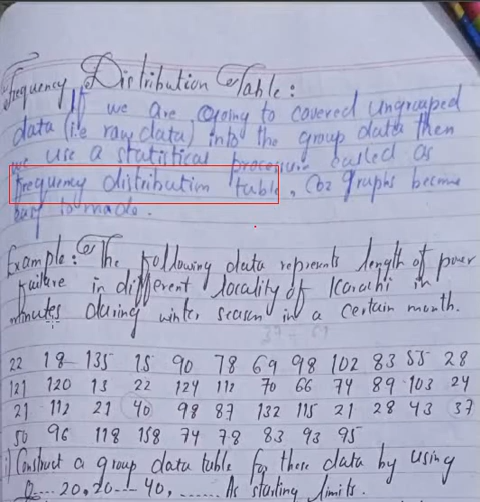 Frequency Distribution Table:
If we are going to covered ungrouped
data (i.e raw data) into the group data then
we use a statistical called as
frequency distribution table, Coz graphs become
easy to made.
Example: The following data represents length of power
failure in different locality of Karachi in
minutes during winter season in a certain month.
22 18 135 15 90 78 69 98 102 83 55 28
121 120 13 22 124 112 70 66 74 89 103 24
21 112 21 40 98 87 132 115 21 28 43 37
50 96 118 158 74 78 83 93 95
i) Construct a group data table for these data by using
0---20, 20---40, ...... As starting limits.